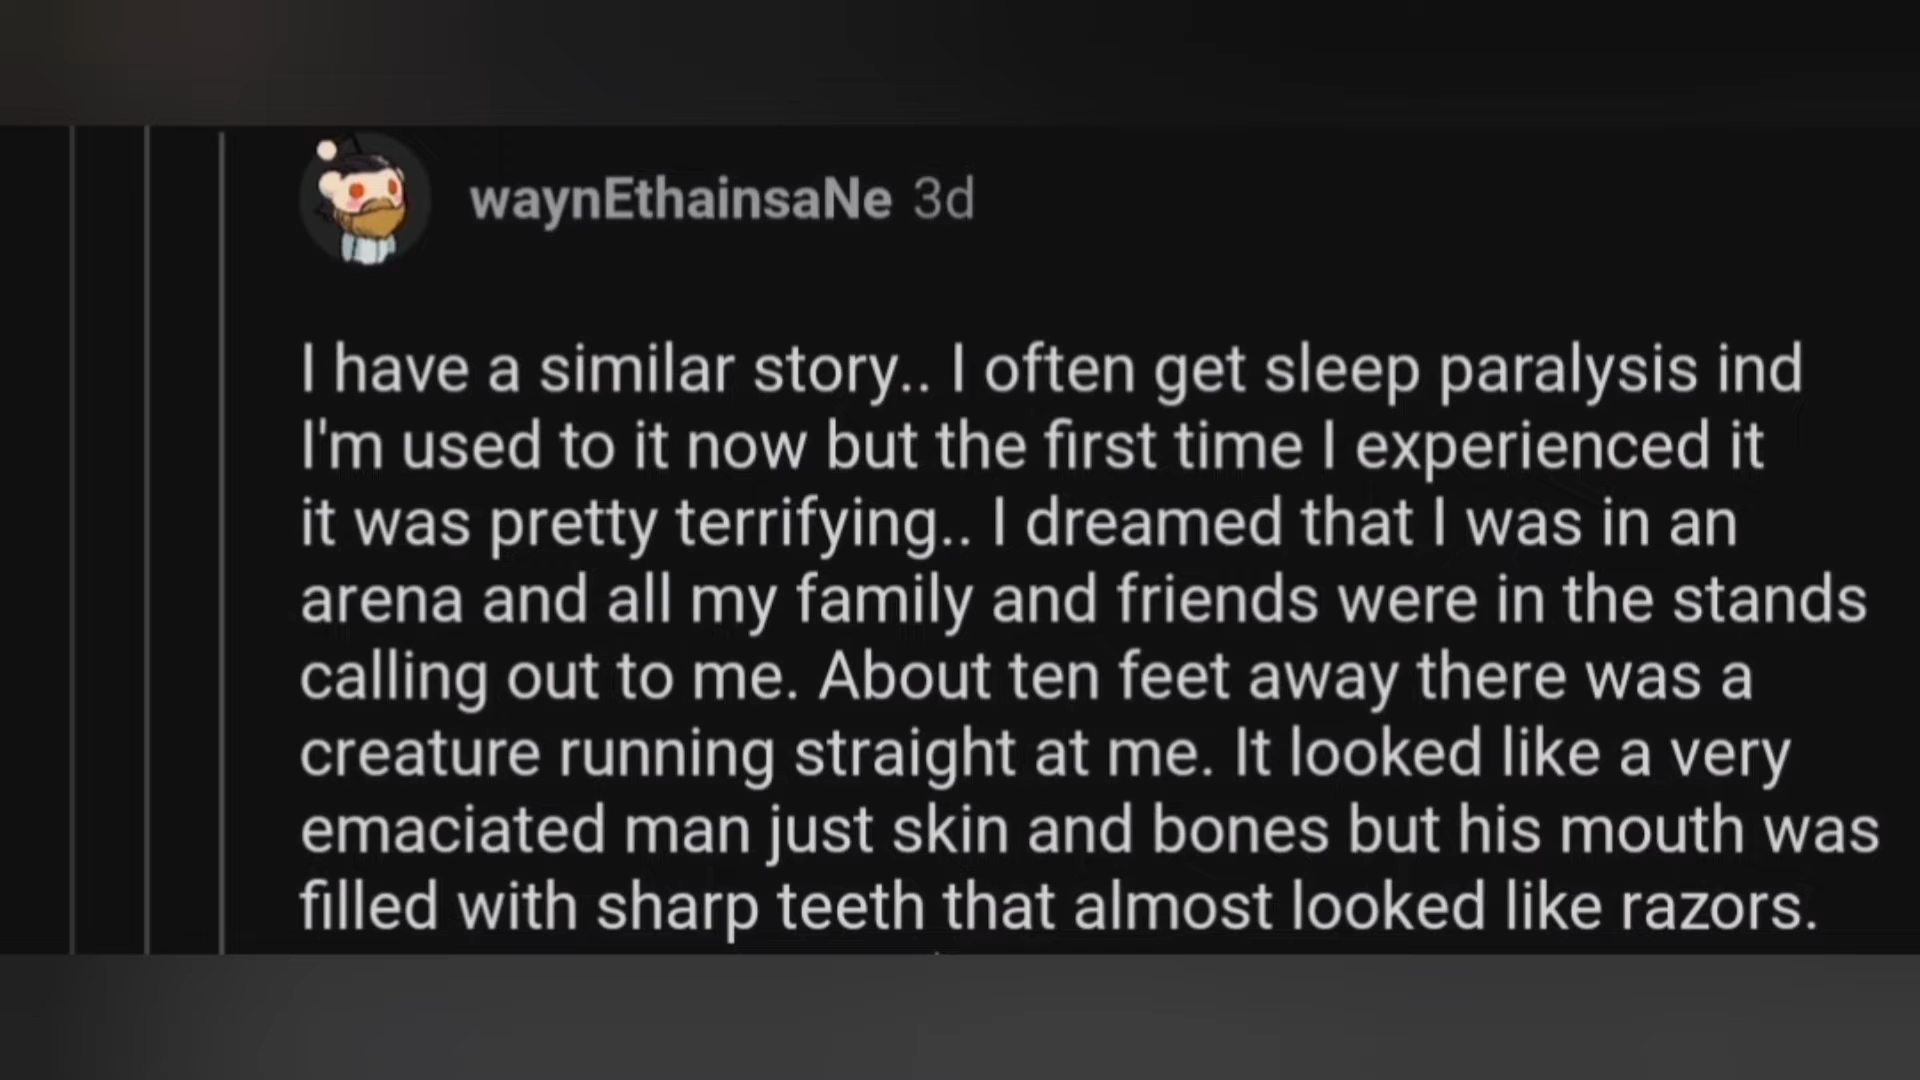 waynEthainsaNe 3d
I have a similar story.. I often get sleep paralysis ind
I'm used to it now but the first time I experienced it
it was pretty terrifying.. I dreamed that I was in an
arena and all my family and friends were in the stands
calling out to me. About ten feet away there was a
creature running straight at me. It looked like a very
emaciated man just skin and bones but his mouth was
filled with sharp teeth that almost looked like razors.